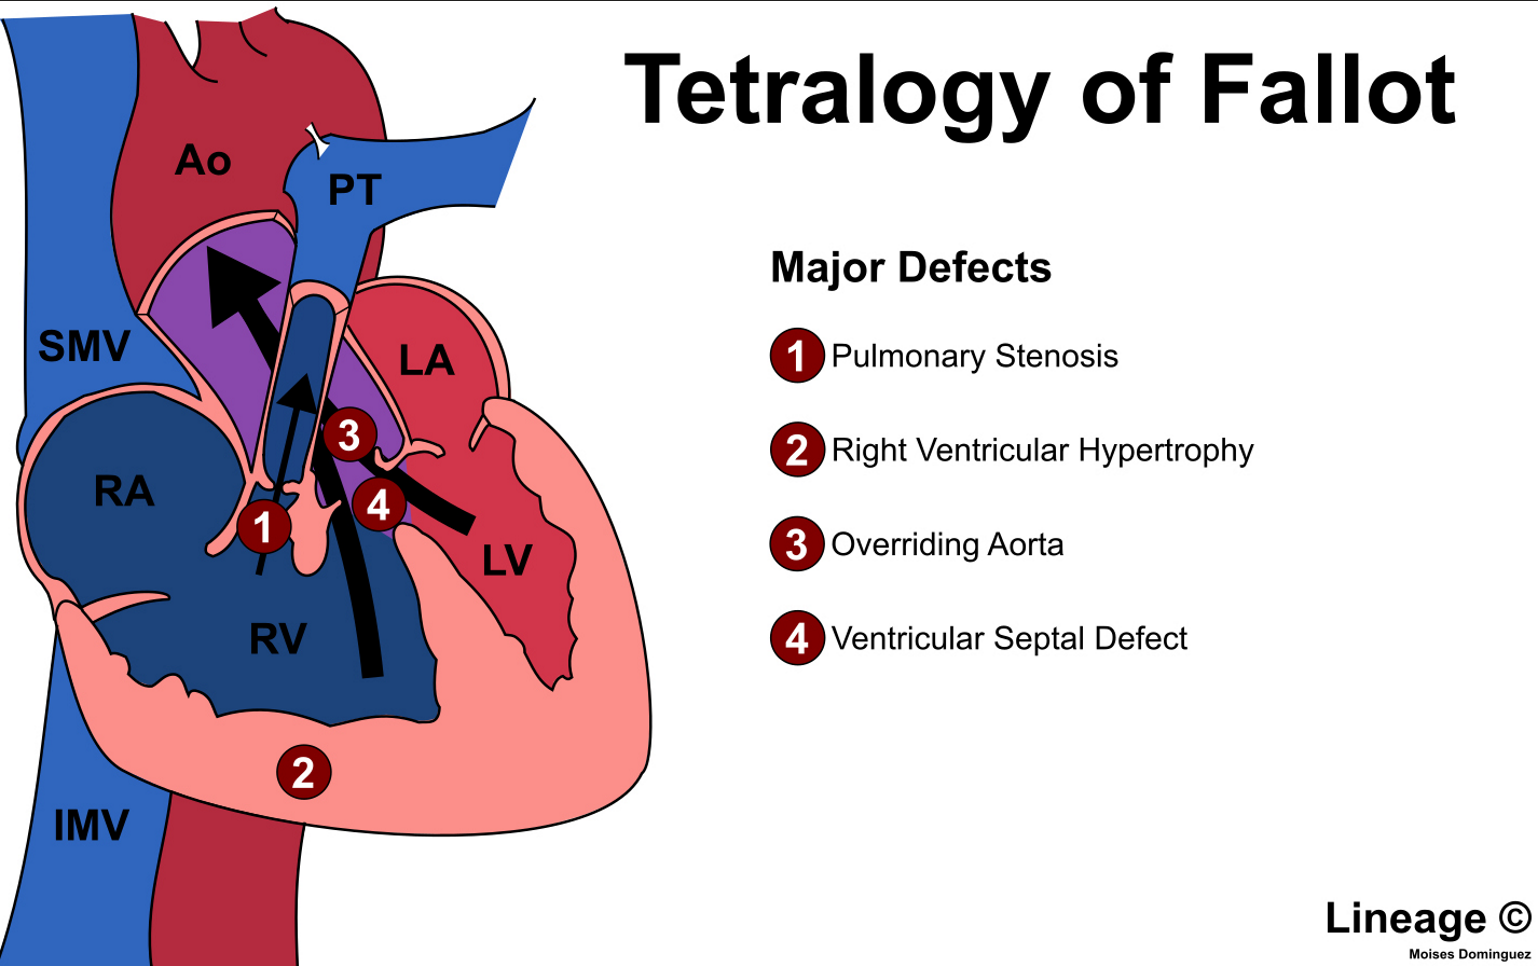 Tetralogy of Fallot
Ao
PT
Major Defects
SMV
LA
1 Pulmonary Stenosis
3
2 Right Ventricular Hypertrophy
RA
4
1
LV
3 Overriding Aorta
RV
4 Ventricular Septal Defect
2
IMV
Lineage ©
Moises Dominguez